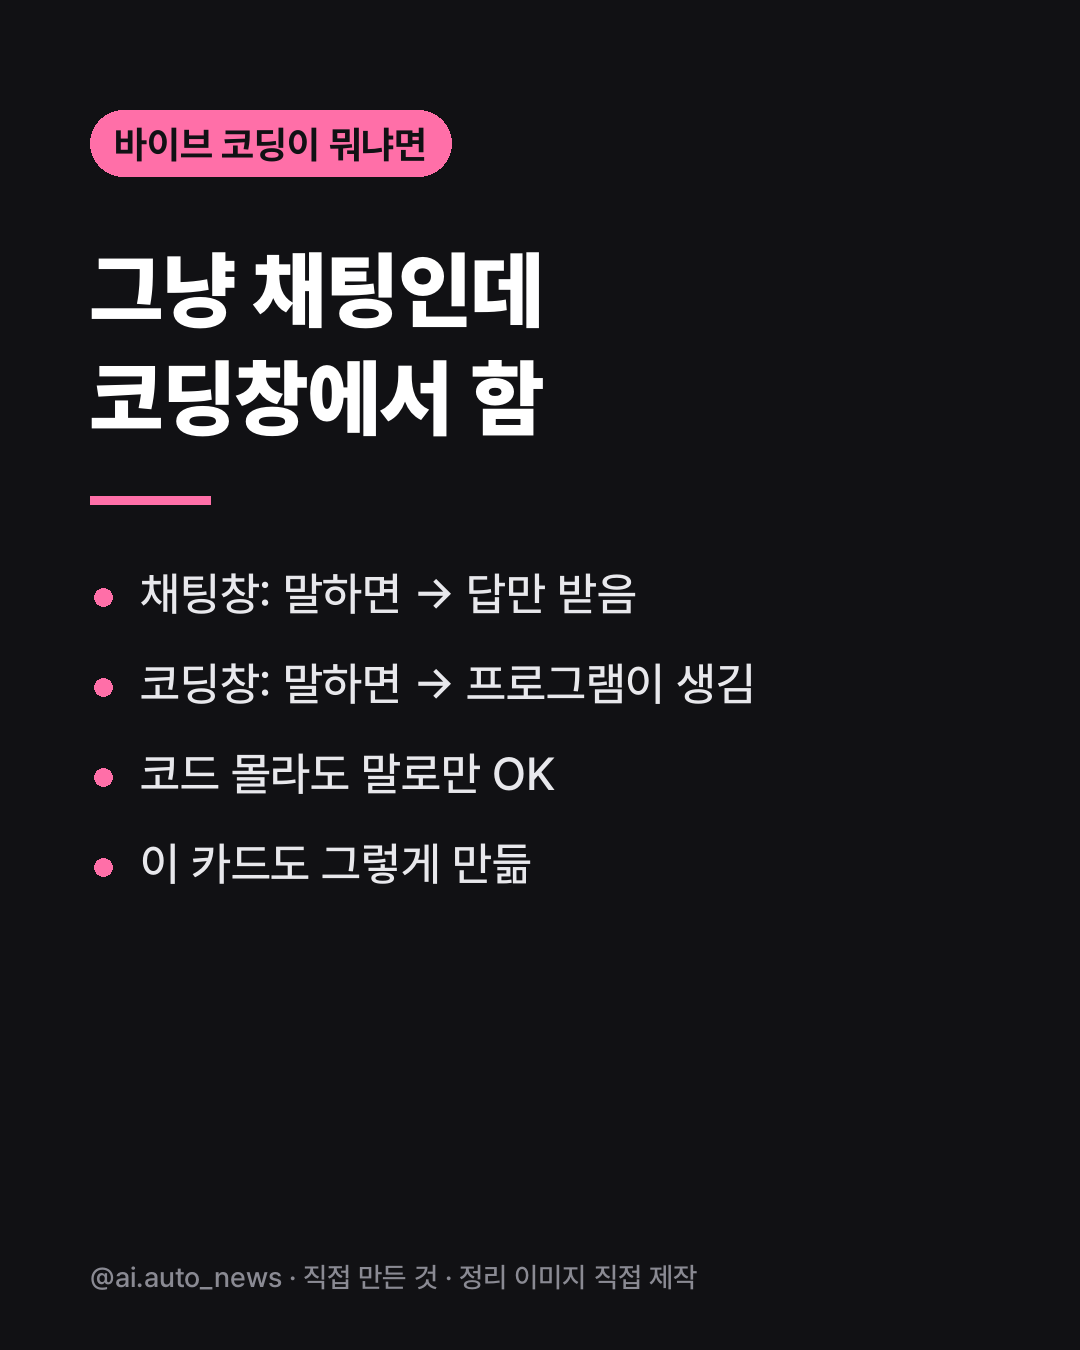 바이브 코딩이 뭐냐면
그냥 채팅인데
코딩창에서 함
채팅창: 말하면 → 답만 받음
코딩창: 말하면 → 프로그램이 생김
코드 몰라도 말로만 OK
이 카드도 그렇게 만듦
@ai.auto_news · 직접 만든 것 · 정리 이미지 직접 제작